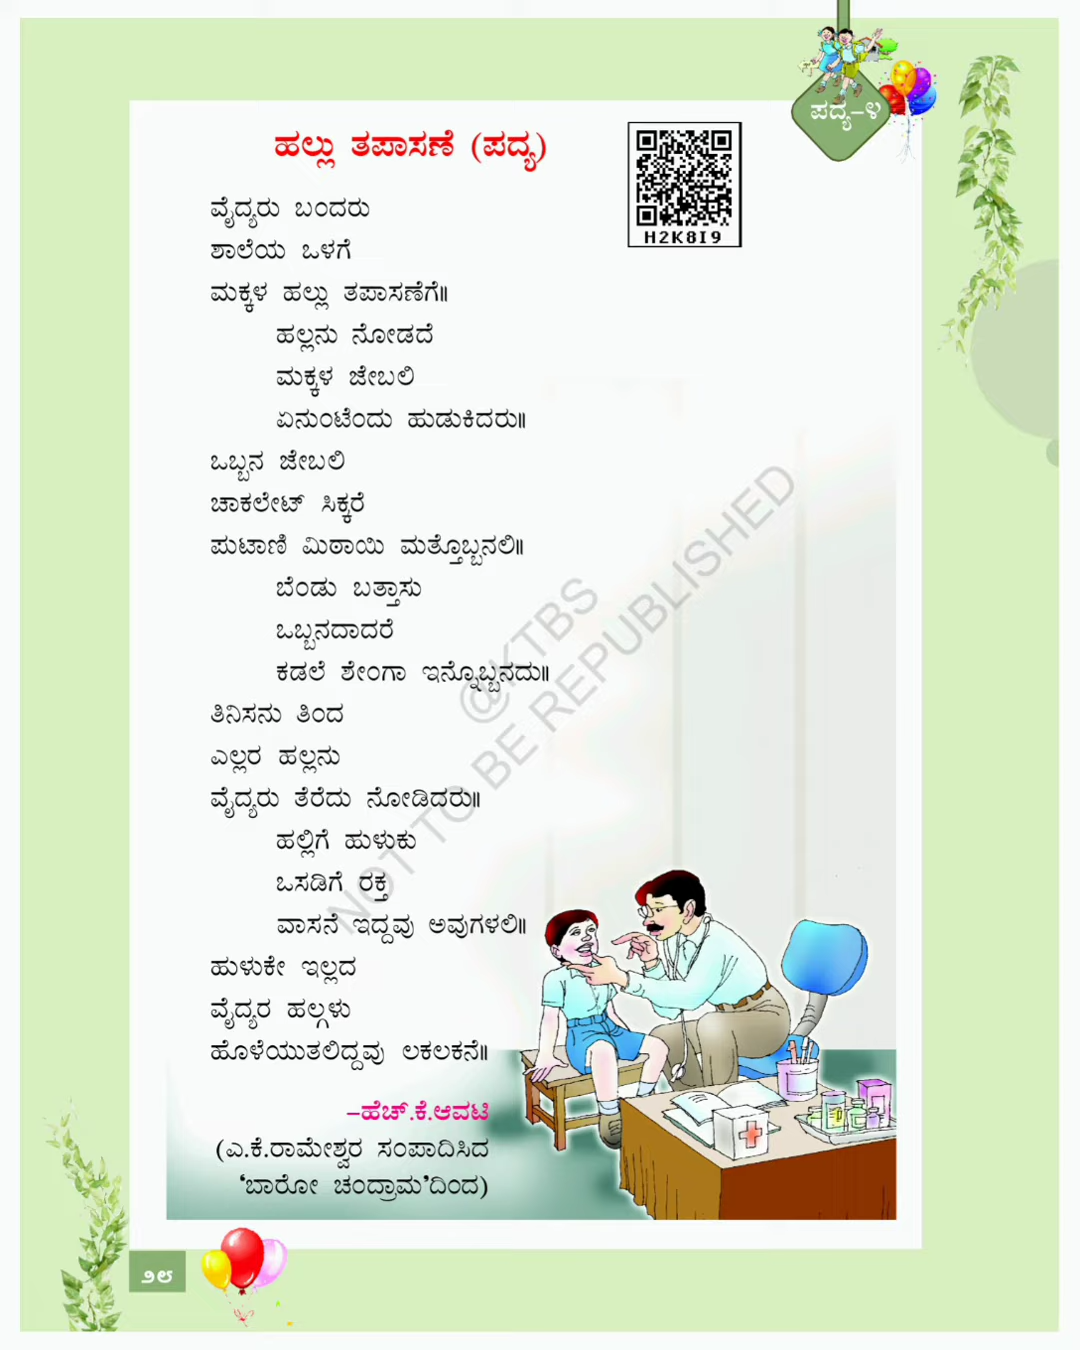 ಪದ್ಯ-೪
ಹಲ್ಲು ತಪಾಸಣೆ (ಪದ್ಯ)
H2K8I9
ವೈದ್ಯರು ಬಂದರು
ಶಾಲೆಯ ಒಳಗೆ
ಮಕ್ಕಳ ಹಲ್ಲು ತಪಾಸಣೆಗೆ॥
ಹಲ್ಲನು ನೋಡದೆ
ಮಕ್ಕಳ ಜೇಬಲಿ
ಏನುಂಟೆಂದು ಹುಡುಕಿದರು॥
ಒಬ್ಬನ ಜೇಬಲಿ
ಚಾಕಲೇಟ್ ಸಿಕ್ಕರೆ
ಪುಟಾಣಿ ಮಿಠಾಯಿ ಮತ್ತೊಬ್ಬನಲಿ॥
ಬೆಂಡು ಬತ್ತಾಸು
ಒಬ್ಬನದಾದರೆ
ಕಡಲೆ ಶೇಂಗಾ ಇನ್ನೊಬ್ಬನದು॥
ತಿನಿಸನು ತಿಂದ
ಎಲ್ಲರ ಹಲ್ಲನು
ವೈದ್ಯರು ತೆರೆದು ನೋಡಿದರು॥
ಹಲ್ಲಿಗೆ ಹುಳುಕು
ಒಸಡಿಗೆ ರಕ್ತ
ವಾಸನೆ ಇದ್ದವು ಅವುಗಳಲಿ॥
ಹುಳುಕೇ ಇಲ್ಲದ
ವೈದ್ಯರ ಹಲ್ಗಳು
ಹೊಳೆಯುತಲಿದ್ದವು ಲಕಲಕನೆ॥
-ಹೆಚ್.ಕೆ.ಆವಟಿ
(ಎ.ಕೆ.ರಾಮೇಶ್ವರ ಸಂಪಾದಿಸಿದ
‘ಬಾರೋ ಚಂದ್ರಾಮ’ದಿಂದ)
@KTBS
NOT TO BE REPUBLISHED
೨೮